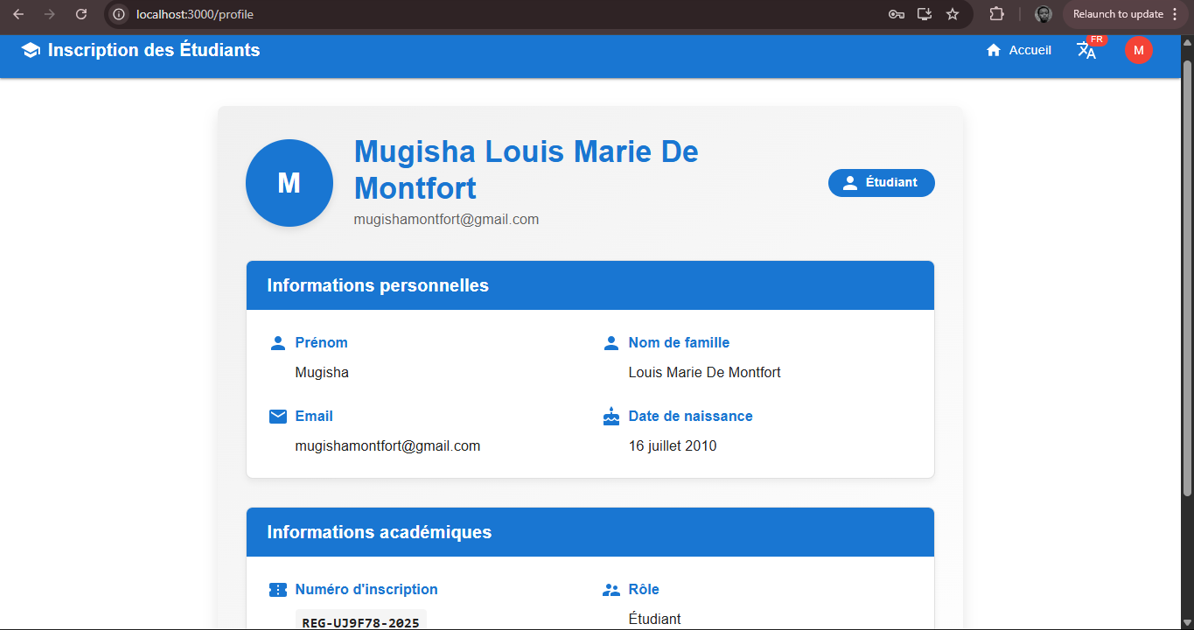 localhost:3000/profile
Relaunch to update
Inscription des Étudiants
Accueil
FR
M
M
Mugisha Louis Marie De
Montfort
mugishamontfort@gmail.com
Étudiant
Informations personnelles
Prénom
Nom de famille
Mugisha
Louis Marie De Montfort
Email
Date de naissance
mugishamontfort@gmail.com
16 juillet 2010
Informations académiques
Numéro d'inscription
Rôle
REG-UJ9F78-2025
Étudiant